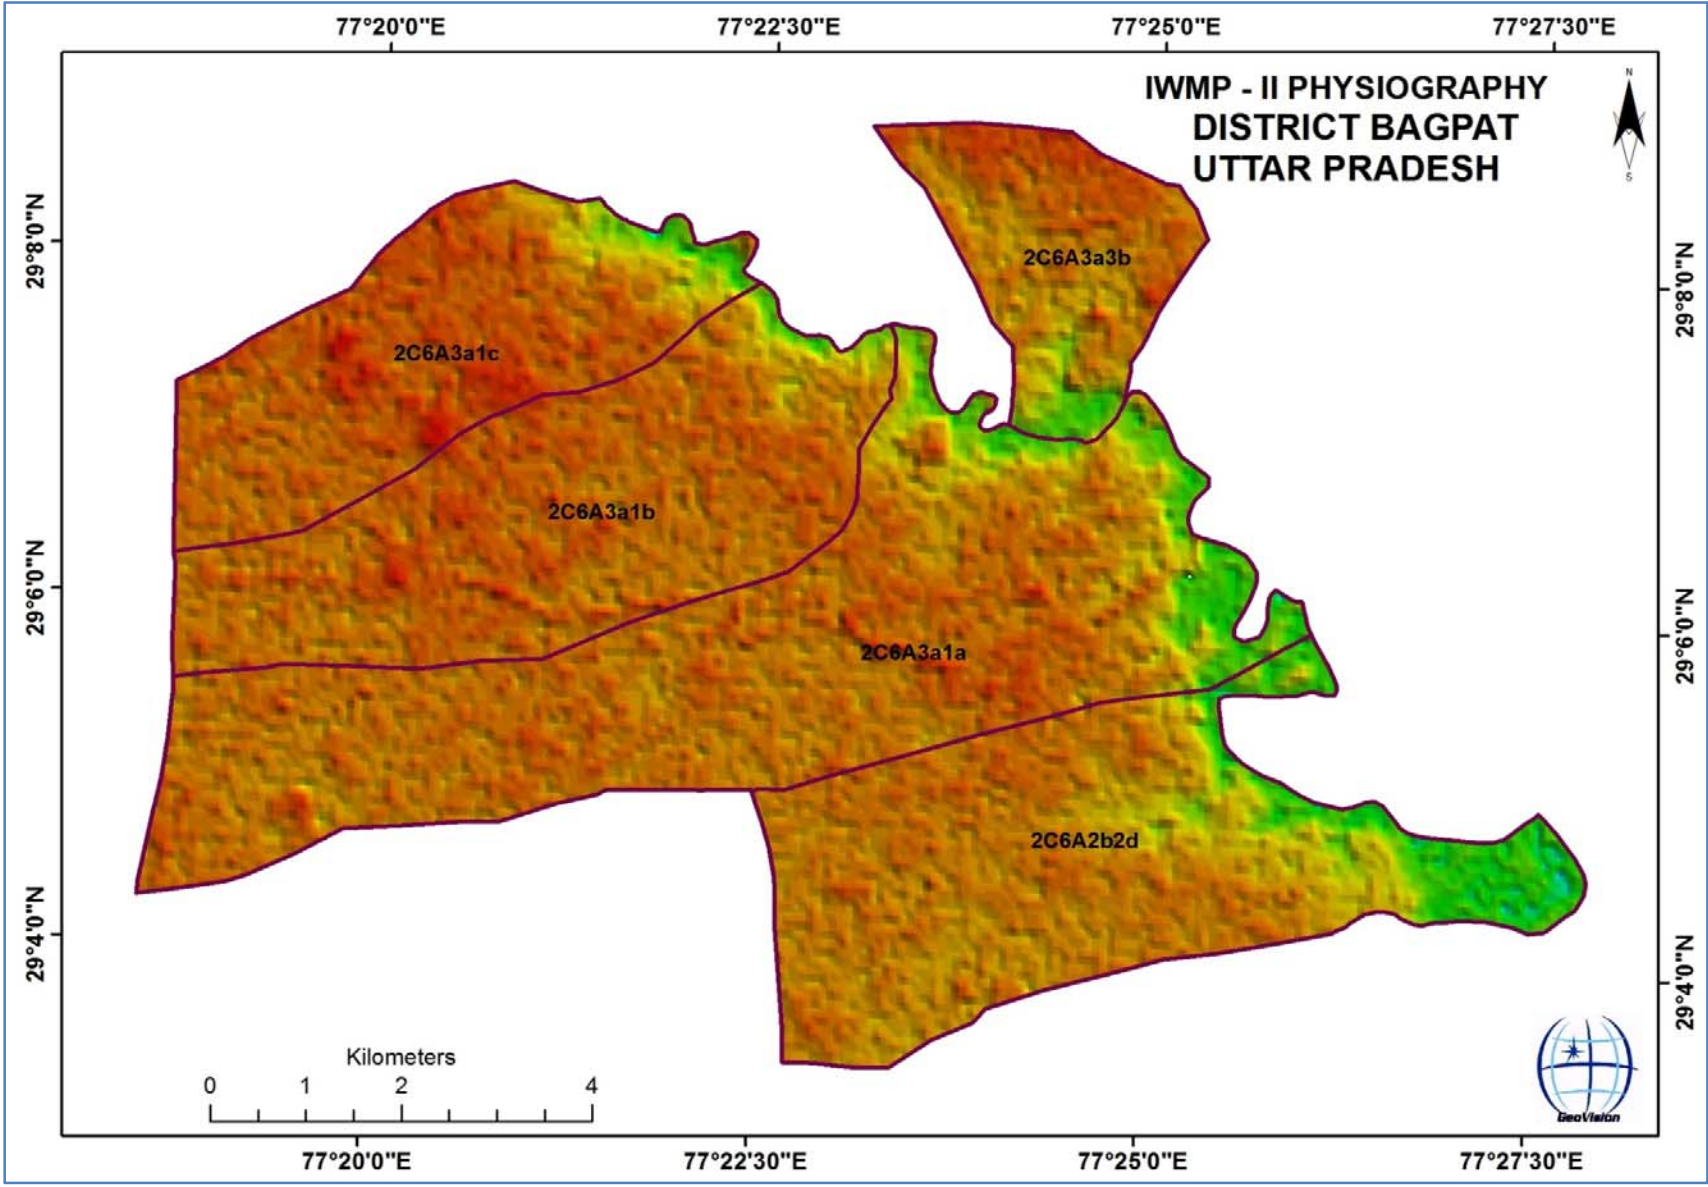 77°20'0"E 77°22'30"E 77°25'0"E 77°27'30"E
IWMP - II PHYSIOGRAPHY
DISTRICT BAGPAT
UTTAR PRADESH
N
S
29°8'0"N
29°8'0"N
2C6A3a3b
2C6A3a1c
2C6A3a1b
29°6'0"N
29°6'0"N
2C6A3a1a
2C6A2b2d
29°4'0"N
29°4'0"N
Kilometers
0 1 2 4
GeoVision
77°20'0"E 77°22'30"E 77°25'0"E 77°27'30"E